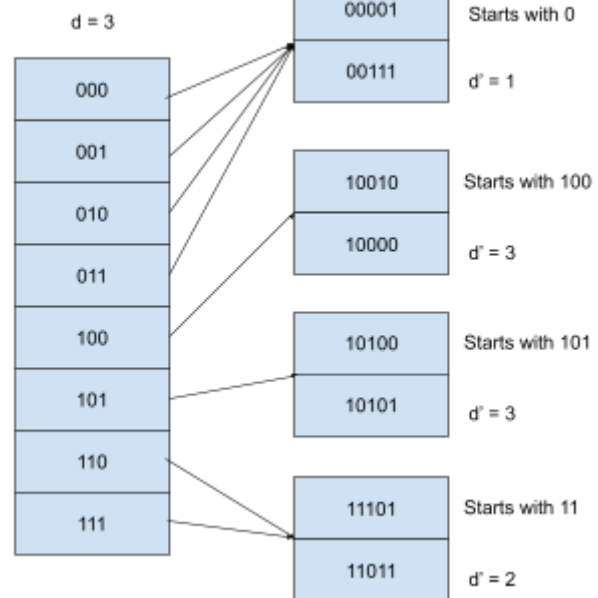 d = 3
000
001
010
011
100
101
110
111
00001
Starts with 0
00111
d' = 1
10010
Starts with 100
10000
d' = 3
10100
Starts with 101
10101
d' = 3
11101
Starts with 11
11011
d' = 2